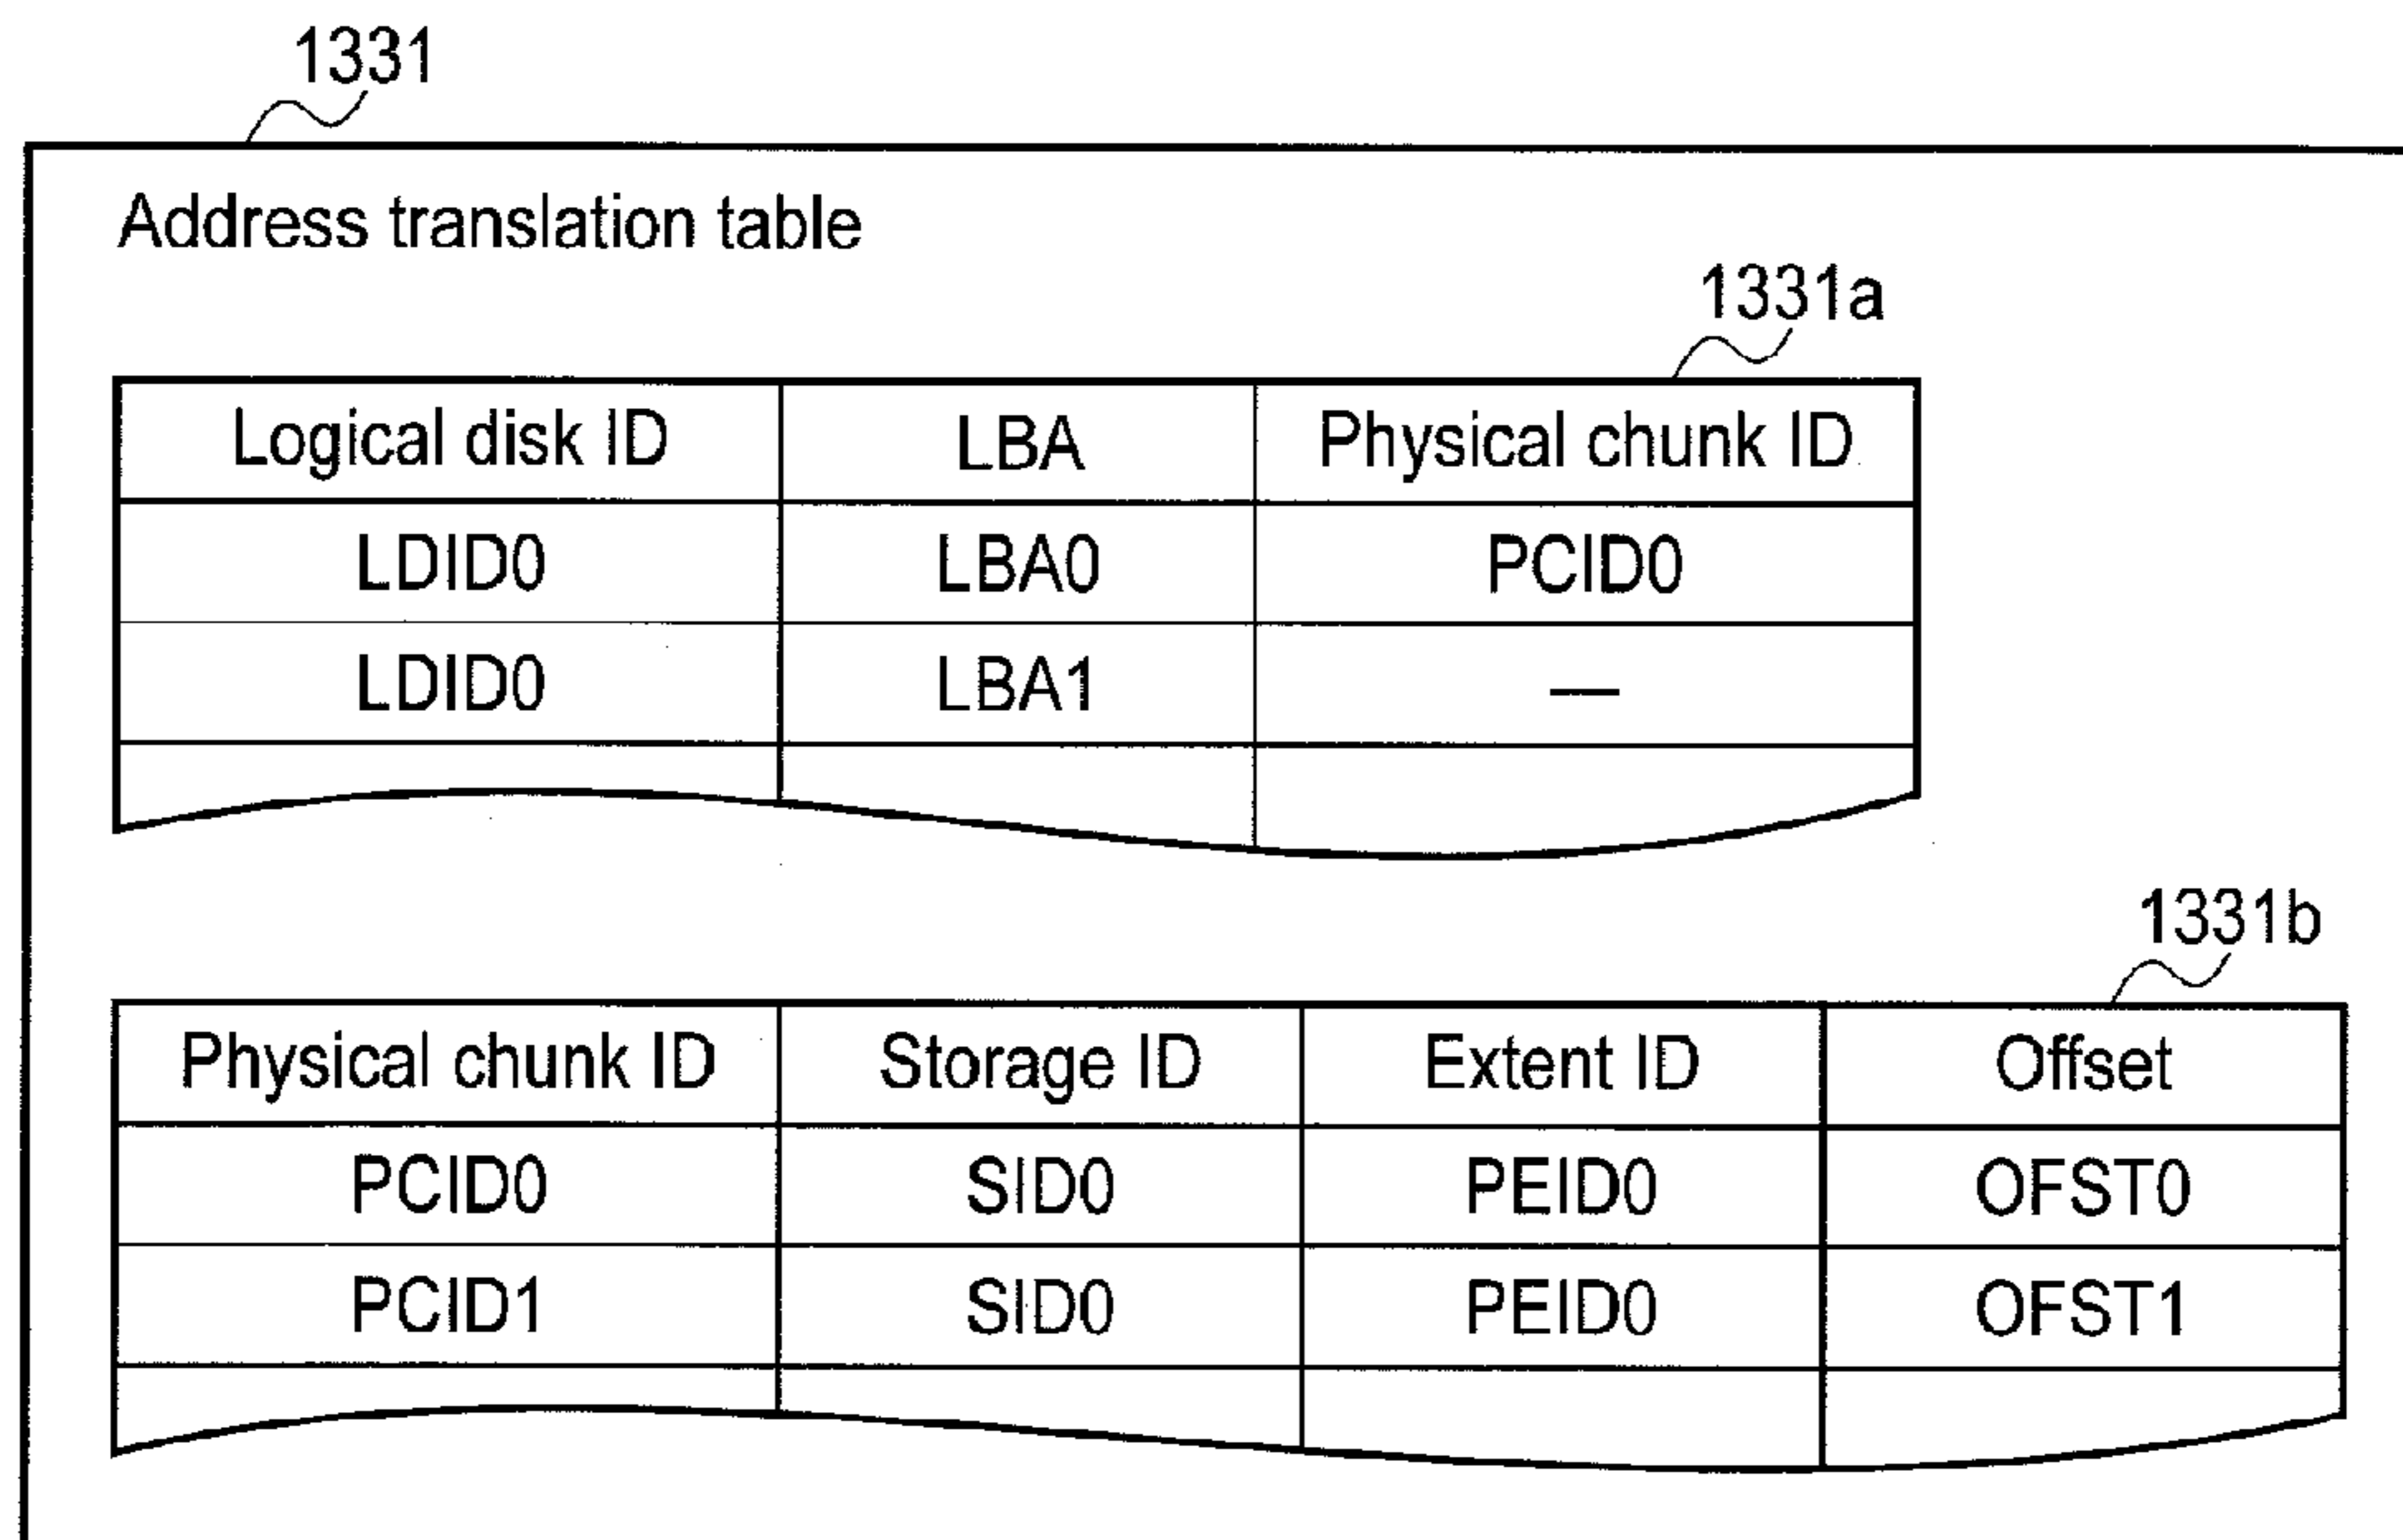 1331
Address translation table
1331a
Logical disk ID LBA Physical chunk ID
LDID0 LBA0 PCID0
LDID0 LBA1 —
1331b
Physical chunk ID Storage ID Extent ID Offset
PCID0 SID0 PEID0 OFST0
PCID1 SID0 PEID0 OFST1